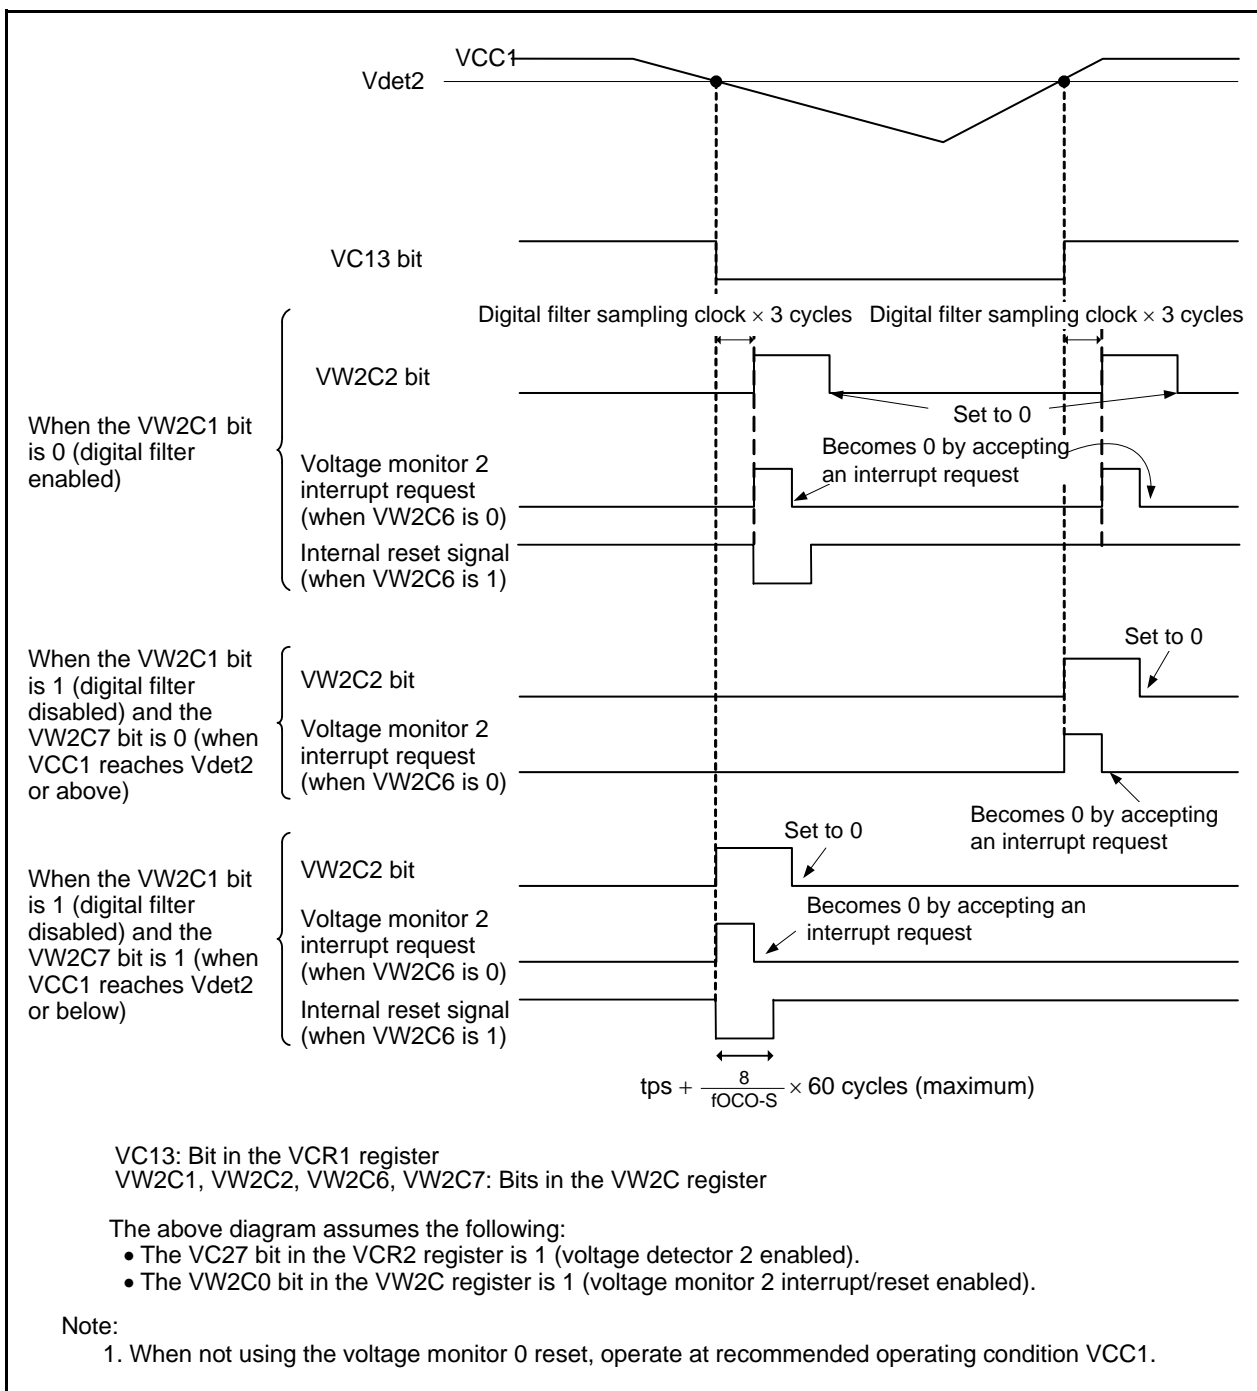 VCC1
Vdet2
VC13 bit
Digital filter sampling clock × 3 cycles
Digital filter sampling clock × 3 cycles
When the VW2C1 bit
is 0 (digital filter
enabled)
VW2C2 bit
Set to 0
Becomes 0 by accepting
an interrupt request
Voltage monitor 2
interrupt request
(when VW2C6 is 0)
Internal reset signal
(when VW2C6 is 1)
When the VW2C1 bit
is 1 (digital filter
disabled) and the
VW2C7 bit is 0 (when
VCC1 reaches Vdet2
or above)
VW2C2 bit
Set to 0
Voltage monitor 2
interrupt request
(when VW2C6 is 0)
Becomes 0 by accepting
an interrupt request
When the VW2C1 bit
is 1 (digital filter
disabled) and the
VW2C7 bit is 1 (when
VCC1 reaches Vdet2
or below)
VW2C2 bit
Set to 0
Voltage monitor 2
interrupt request
(when VW2C6 is 0)
Becomes 0 by accepting an
interrupt request
Internal reset signal
(when VW2C6 is 1)
tps + 8/fOCO-S × 60 cycles (maximum)
VC13: Bit in the VCR1 register
VW2C1, VW2C2, VW2C6, VW2C7: Bits in the VW2C register
The above diagram assumes the following:
• The VC27 bit in the VCR2 register is 1 (voltage detector 2 enabled).
• The VW2C0 bit in the VW2C register is 1 (voltage monitor 2 interrupt/reset enabled).
Note:
1. When not using the voltage monitor 0 reset, operate at recommended operating condition VCC1.